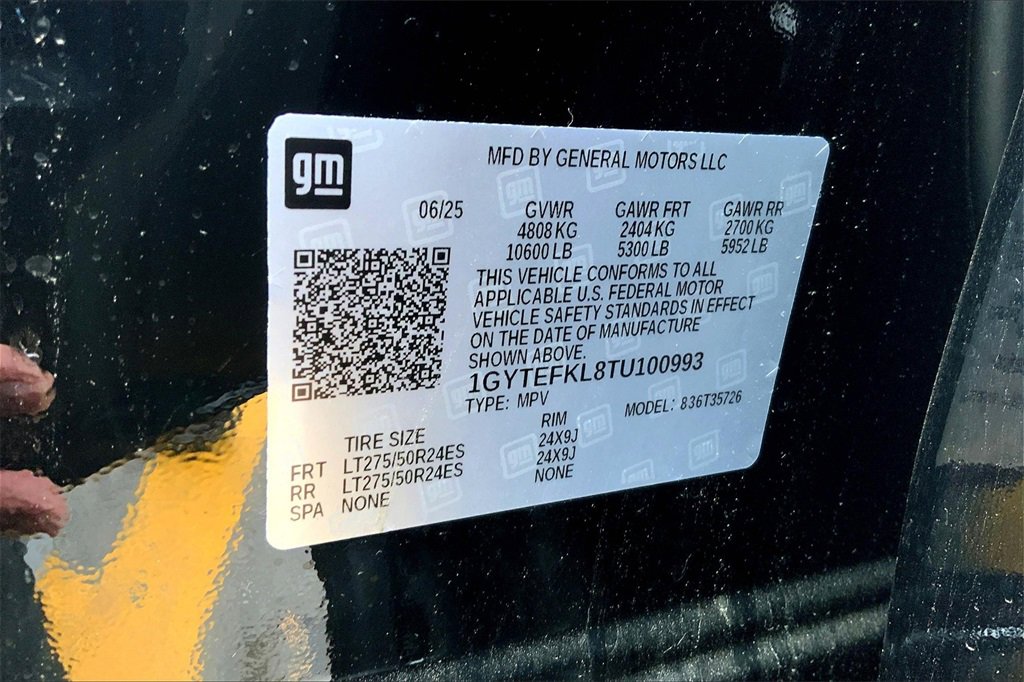 gm
MFD BY GENERAL MOTORS LLC
06/25 GVWR GAWR FRT GAWR RR
4808 KG 2404 KG 2700 KG
10600 LB 5300 LB 5952 LB
THIS VEHICLE CONFORMS TO ALL
APPLICABLE U.S. FEDERAL MOTOR
VEHICLE SAFETY STANDARDS IN EFFECT
ON THE DATE OF MANUFACTURE
SHOWN ABOVE.
1GYTEFKL8TU100993
TYPE: MPV MODEL: 836T35726
TIRE SIZE RIM
FRT LT275/50R24ES 24X9J
RR LT275/50R24ES 24X9J
SPA NONE NONE